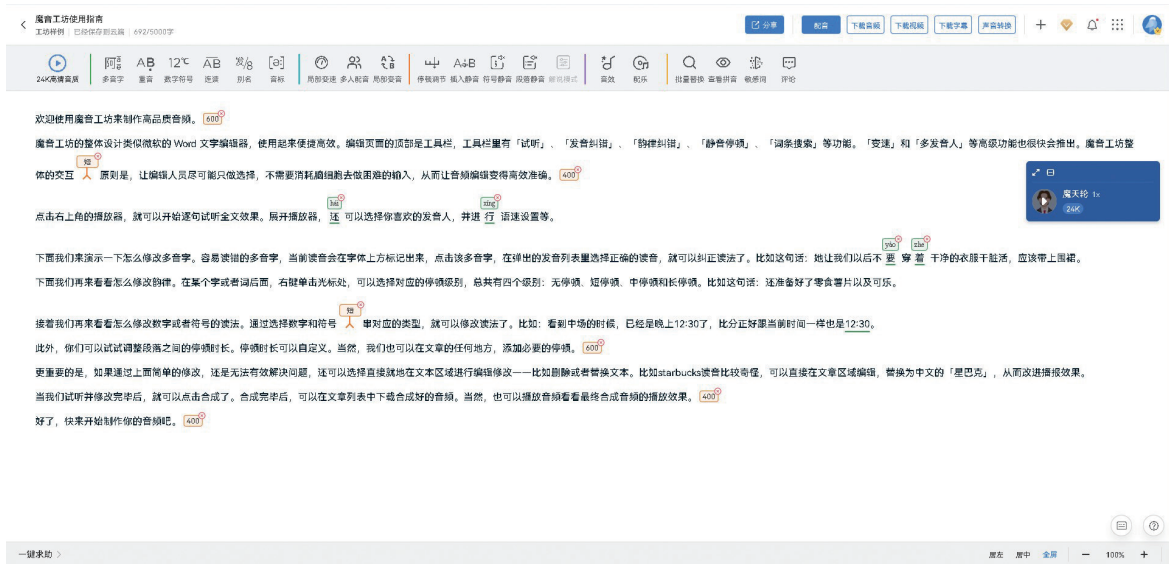 魔音工坊使用指南
工坊样例 | 已经保存到云端 | 692/5000字
分享 配音 下载音频 下载视频 下载字幕 声音转换
阿 AB 12℃ AB 
24K高清音质 多音字 重音 数字符号 连读 别名 音标 局部变速 多人配音 局部变音 停顿调节 插入静音 符号静音 段落静音 解说模式 音效 配乐 批量替换 查看拼音 敏感词 评论
欢迎使用魔音工坊来制作高品质音频。 600
魔音工坊的整体设计类似微软的 Word 文字编辑器，使用起来便捷高效。编辑页面的顶部是工具栏，工具栏里有「试听」、「发音纠错」、「韵律纠错」、「静音停顿」、「词条搜索」等功能。「变速」和「多发音人」等高级功能也很快会推出。魔音工坊整
短
体的交互 原则是，让编辑人员尽可能只做选择，不需要消耗脑细胞去做困难的输入，从而让音频编辑变得高效准确。 400
魔天轮 1x
24K
hái xíng
点击右上角的播放器，就可以开始逐句试听全文效果。展开播放器，还 可以选择你喜欢的发音人，并进 行 语速设置等。
yào zhe
下面我们来演示一下怎么修改多音字。容易读错的多音字，当前读音会在字体上方标记出来，点击该多音字，在弹出的发音列表里选择正确的读音，就可以纠正读法了。比如这句话：她让我们以后不 要 穿 着 干净的衣服干脏活，应该带上围裙。
下面我们再来看看怎么修改韵律。在某个字或者词后面，右键单击光标处，可以选择对应的停顿级别，总共有四个级别：无停顿、短停顿、中停顿和长停顿。比如这句话：还准备好了零食薯片以及可乐。
短
接着我们再来看看怎么修改数字或者符号的读法。通过选择数字和符号 串对应的类型，就可以修改读法了。比如：看到中场的时候，已经是晚上12:30了，比分正好跟当前时间一样也是12:30。
此外，你们可以试试调整段落之间的停顿时长。停顿时长可以自定义。当然，我们也可以在文章的任何地方，添加必要的停顿。 600
更重要的是，如果通过上面简单的修改，还是无法有效解决问题，还可以选择直接就地在文本区域进行编辑修改——比如删除或者替换文本。比如starbucks读音比较奇怪，可以直接在文章区域编辑，替换为中文的「星巴克」，从而改进播报效果。
当我们试听并修改完毕后，就可以点击合成了。合成完毕后，可以在文章列表中下载合成好的音频。当然，也可以播放音频看看最终合成音频的播放效果。 400
好了，快来开始制作你的音频吧。 400
一键求助 居左 居中 全屏 — 100% +